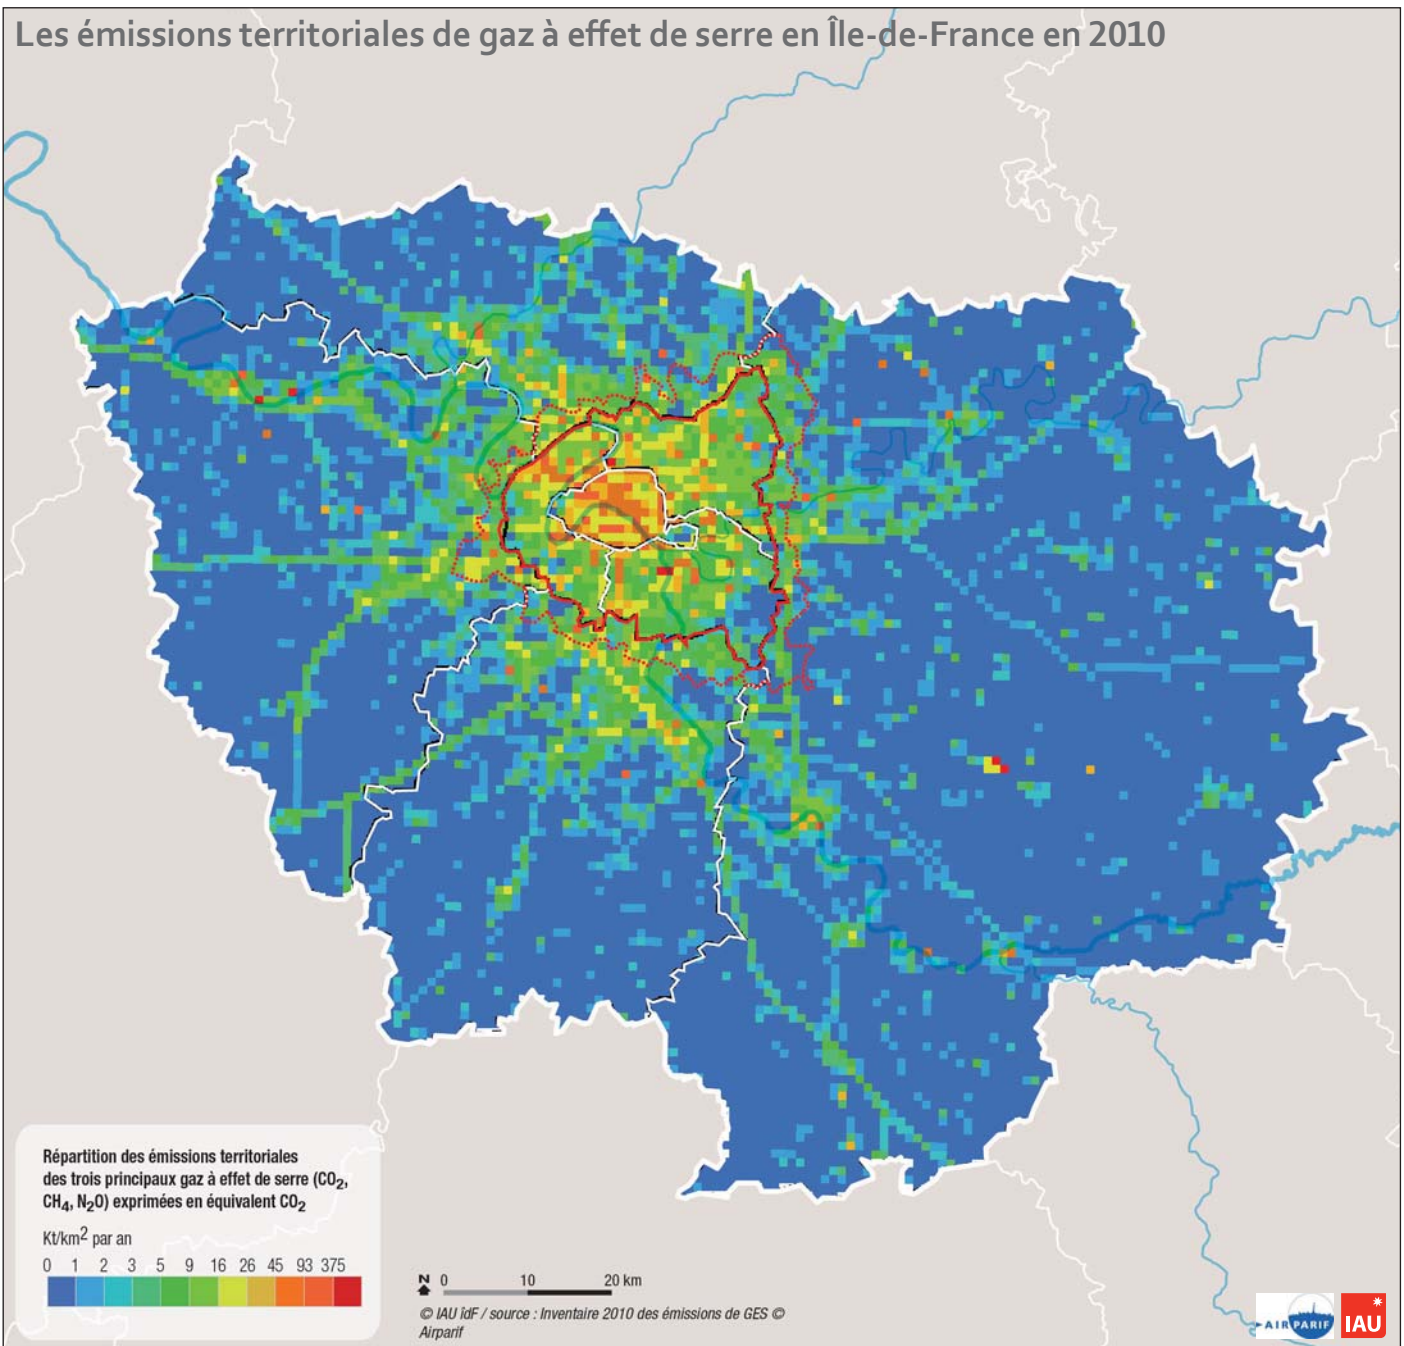 Les émissions territoriales de gaz à effet de serre en Île-de-France en 2010
Répartition des émissions territoriales
des trois principaux gaz à effet de serre (CO2,
CH4, N2O) exprimées en équivalent CO2
Kt/km2 par an
0 1 2 3 5 9 16 26 45 93 375
N 0 10 20 km
© IAU îdF / source : Inventaire 2010 des émissions de GES ©
Airparif
AIRPARIF
IAU